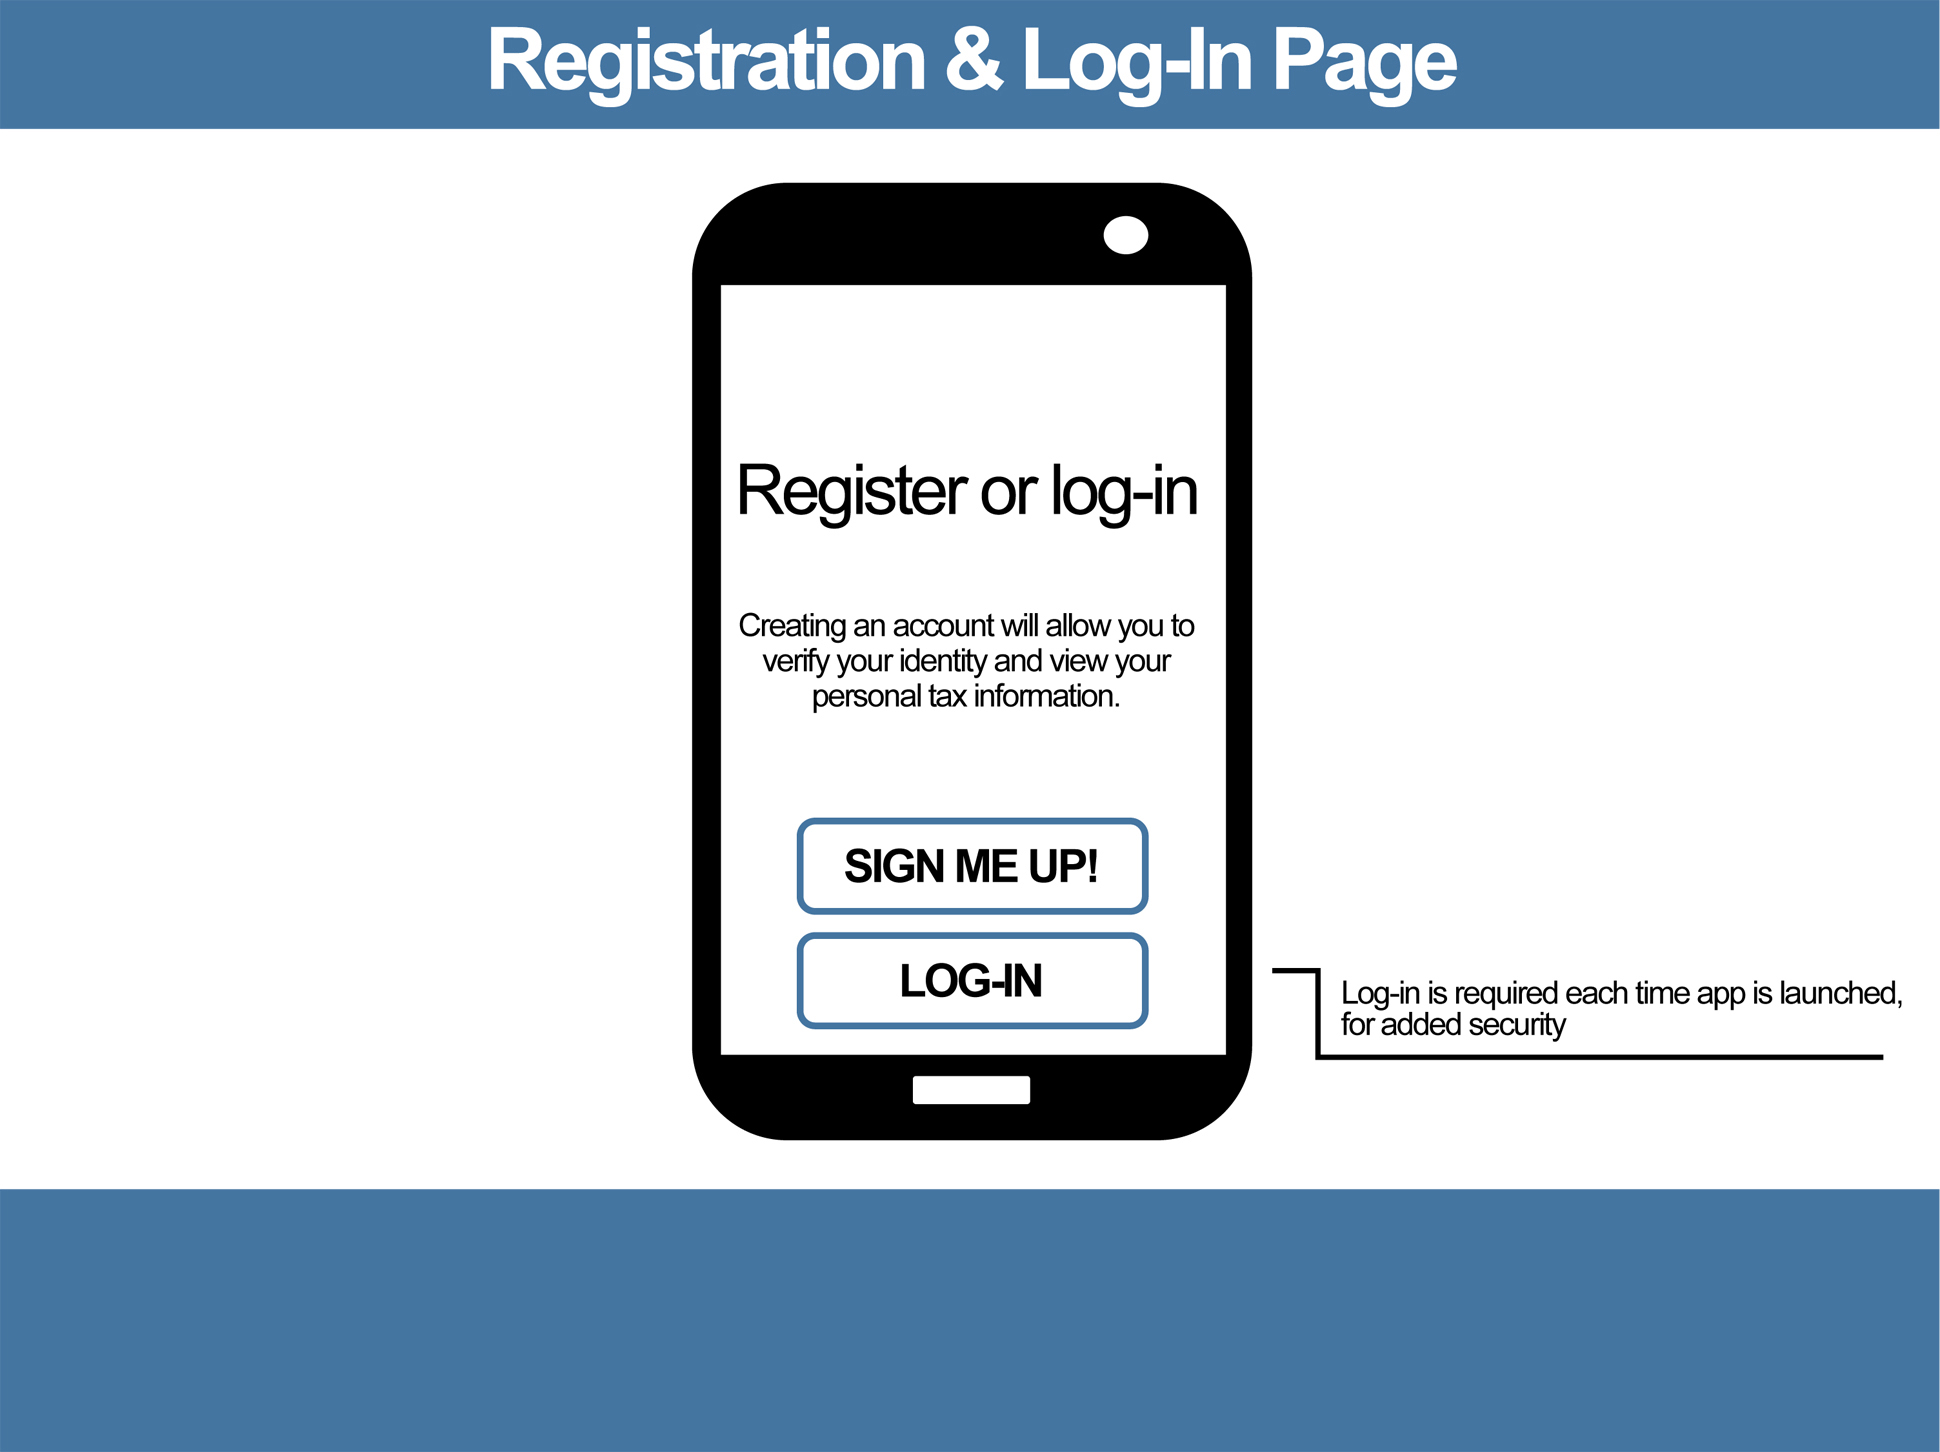 Registration & Log-In Page
Register or log-in
Creating an account will allow you to
verify your identity and view your
personal tax information.
SIGN ME UP!
LOG-IN
Log-in is required each time app is launched,
for added security